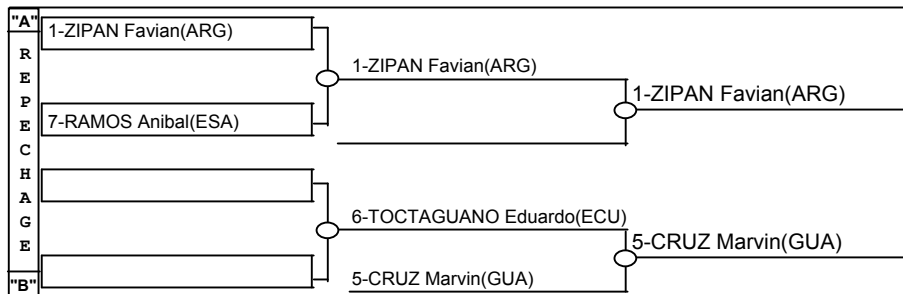 "A"
REPECHAGE
"B"
1-ZIPAN Favian(ARG)
7-RAMOS Anibal(ESA)
1-ZIPAN Favian(ARG)
1-ZIPAN Favian(ARG)
6-TOCTAGUANO Eduardo(ECU)
5-CRUZ Marvin(GUA)
5-CRUZ Marvin(GUA)